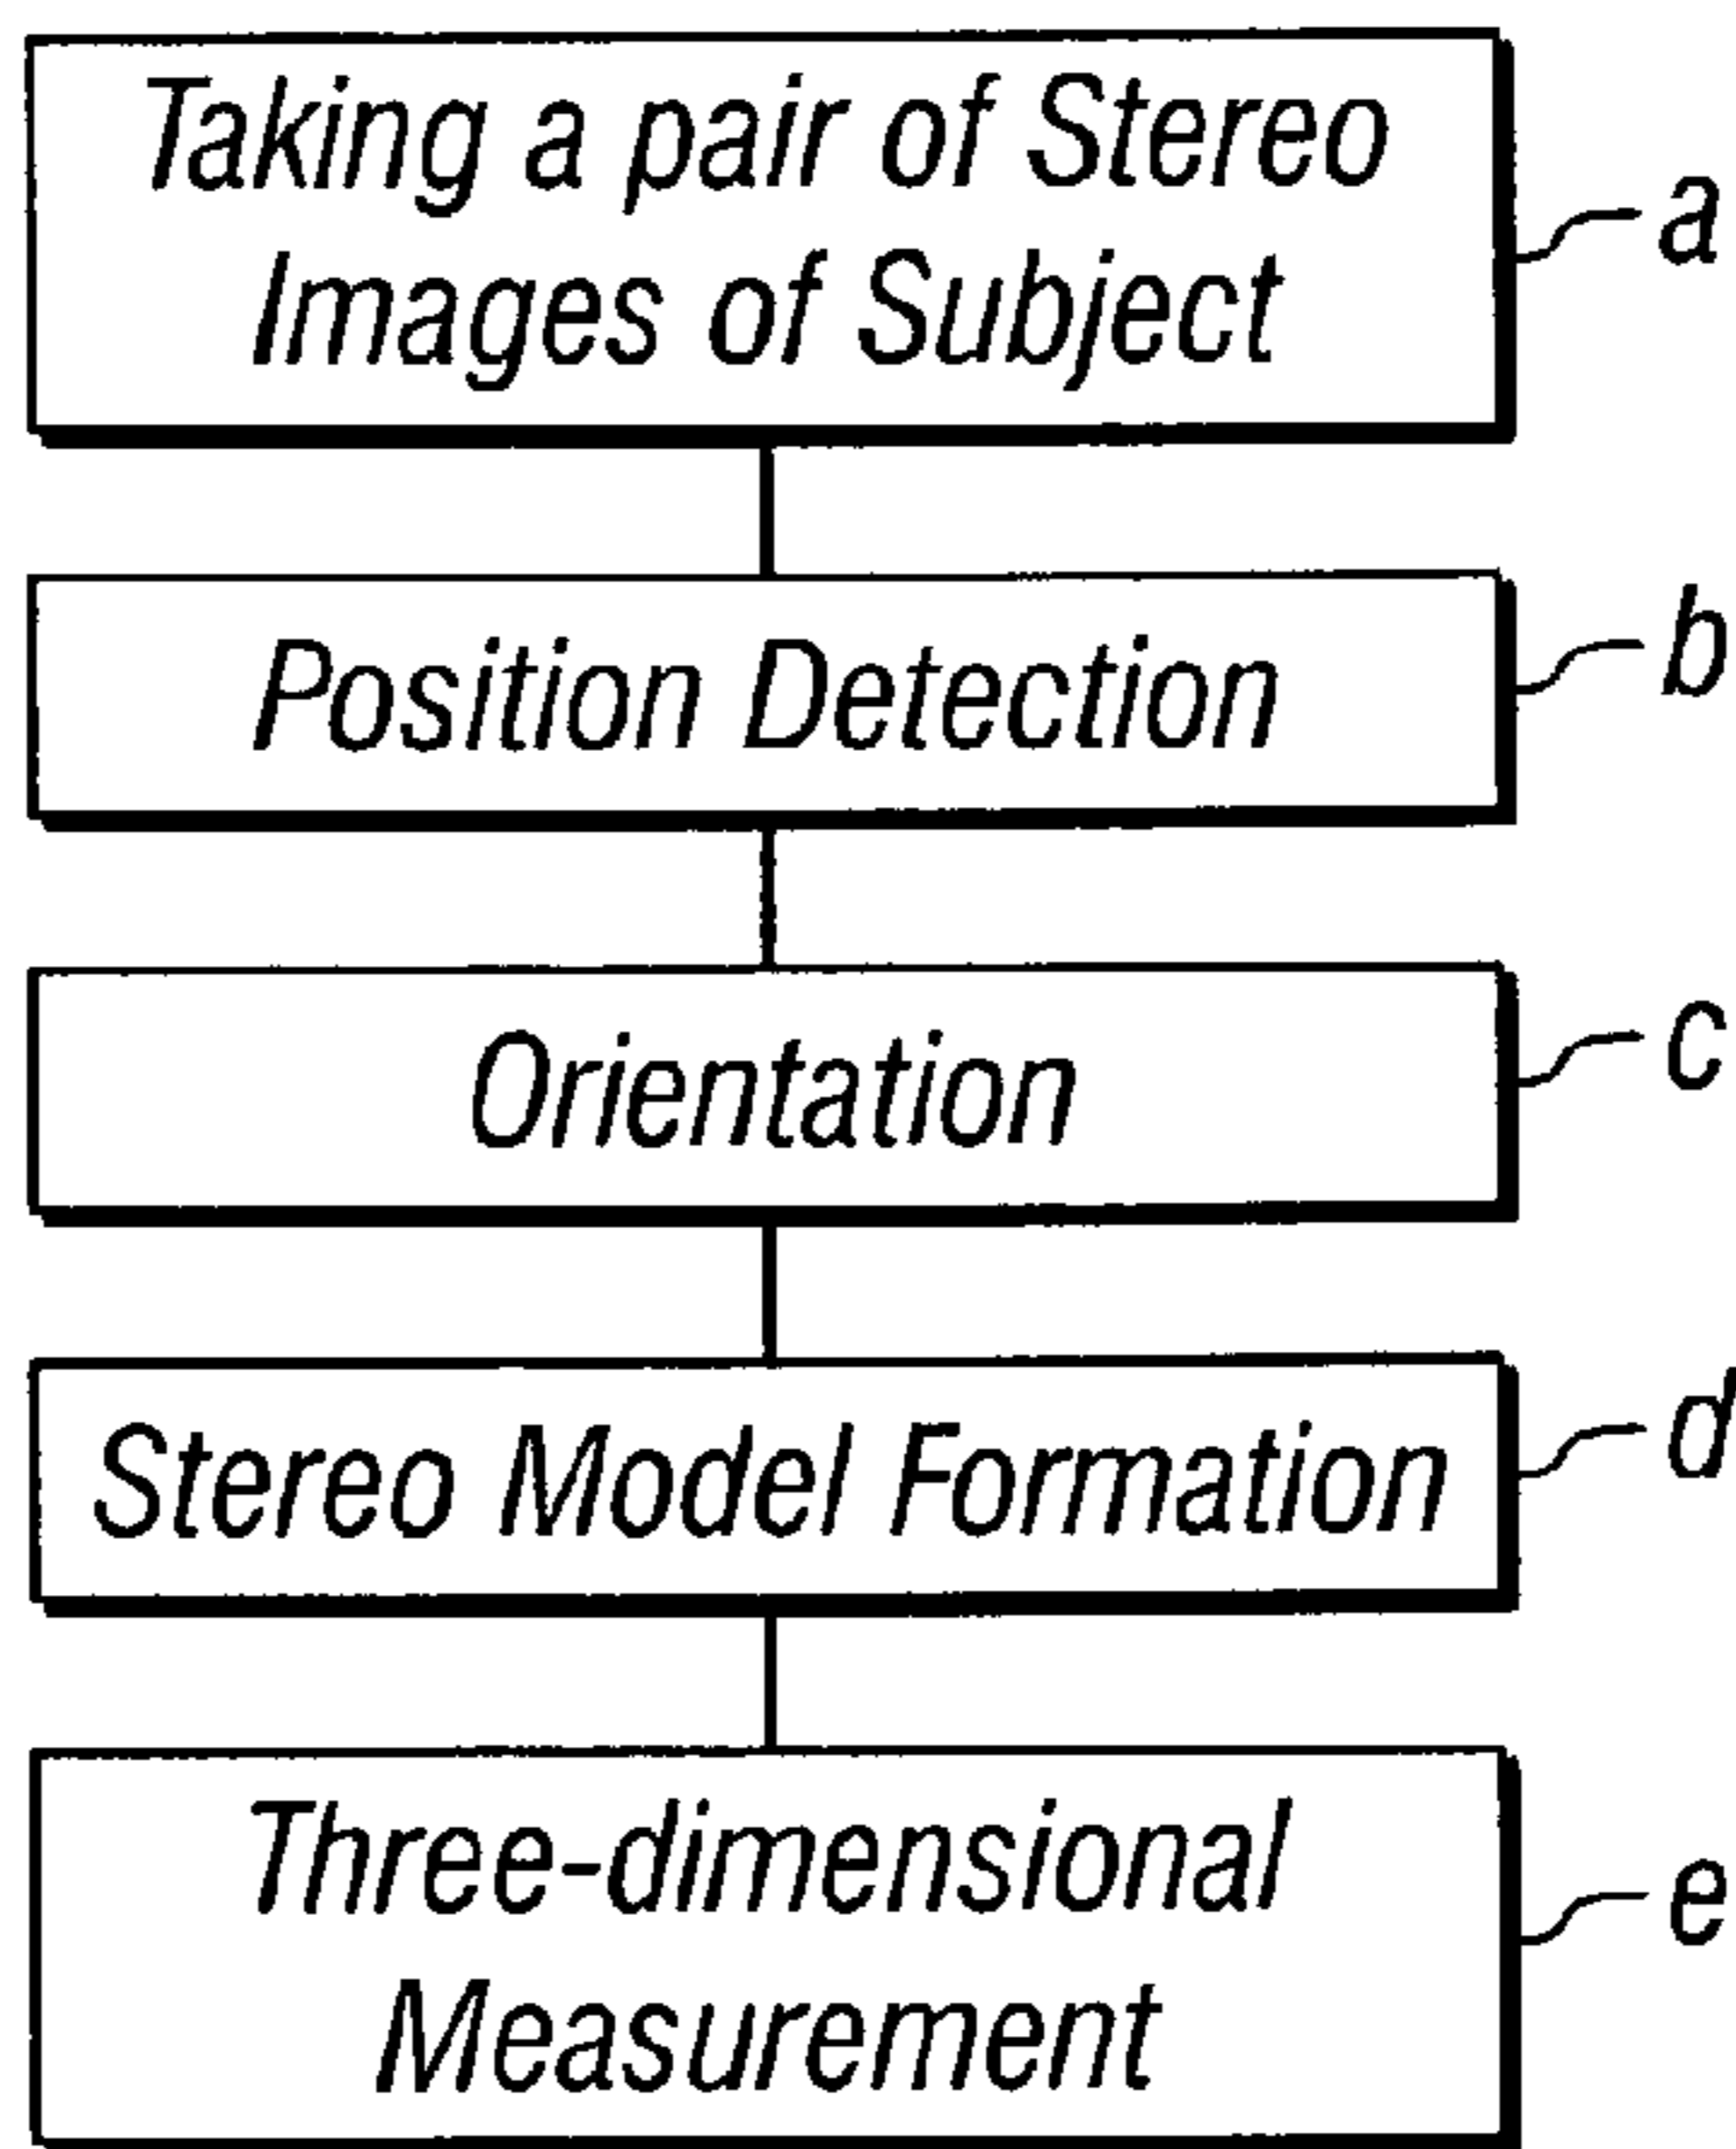 Taking a pair of Stereo
Images of Subject
a
Position Detection
b
Orientation
c
Stereo Model Formation
d
Three-dimensional
Measurement
e